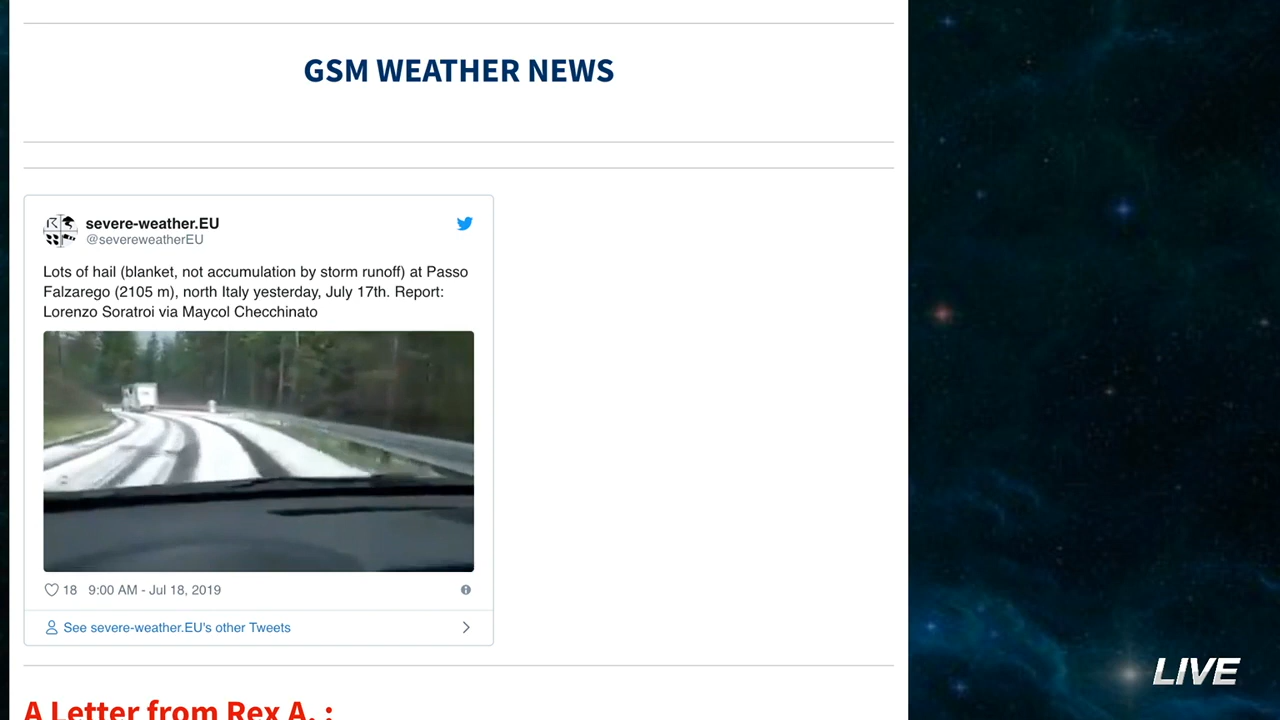 GSM WEATHER NEWS
severe-weather.EU
@severeweatherEU
Lots of hail (blanket, not accumulation by storm runoff) at Passo
Falzarego (2105 m), north Italy yesterday, July 17th. Report:
Lorenzo Soratroi via Maycol Checchinato
18 9:00 AM - Jul 18, 2019
See severe-weather.EU's other Tweets
LIVE
A Letter from Rex A. :